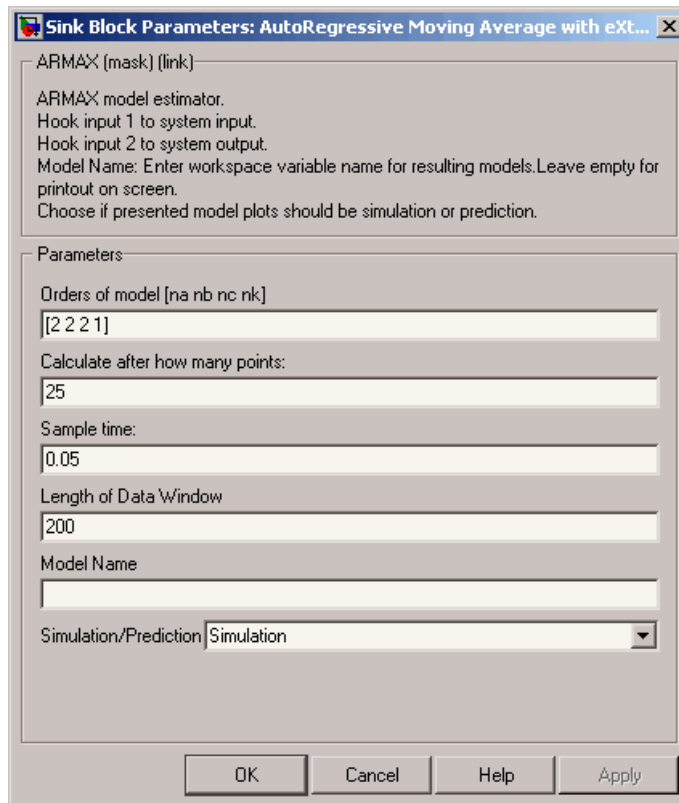 Sink Block Parameters: AutoRegressive Moving Average with eXt...
ARMAX (mask) (link)
ARMAX model estimator.
Hook input 1 to system input.
Hook input 2 to system output.
Model Name: Enter workspace variable name for resulting models.Leave empty for
printout on screen.
Choose if presented model plots should be simulation or prediction.
Parameters
Orders of model [na nb nc nk]
[2 2 2 1]
Calculate after how many points:
25
Sample time:
0.05
Length of Data Window
200
Model Name
Simulation/Prediction Simulation
OK Cancel Help Apply